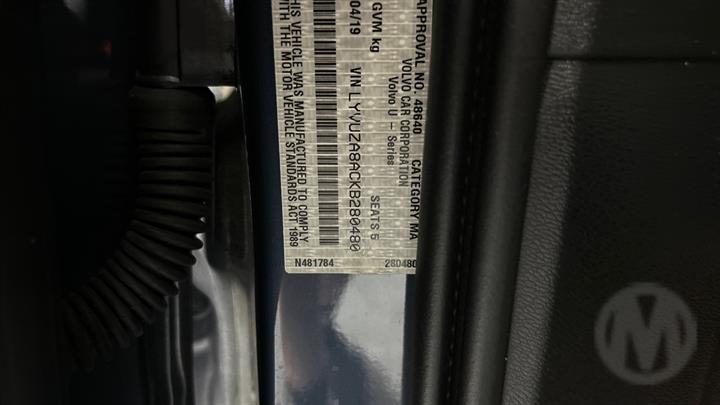 APPROVAL NO. 48640 CATEGORY MA
VOLVO CAR CORPORATION
Volvo U - Series
GVM kg SEATS 5
04/19 VIN LYVUZA8ACKB280480
THIS VEHICLE WAS MANUFACTURED TO COMPLY
WITH THE MOTOR VEHICLE STANDARDS ACT 1989
N481784 280480
M